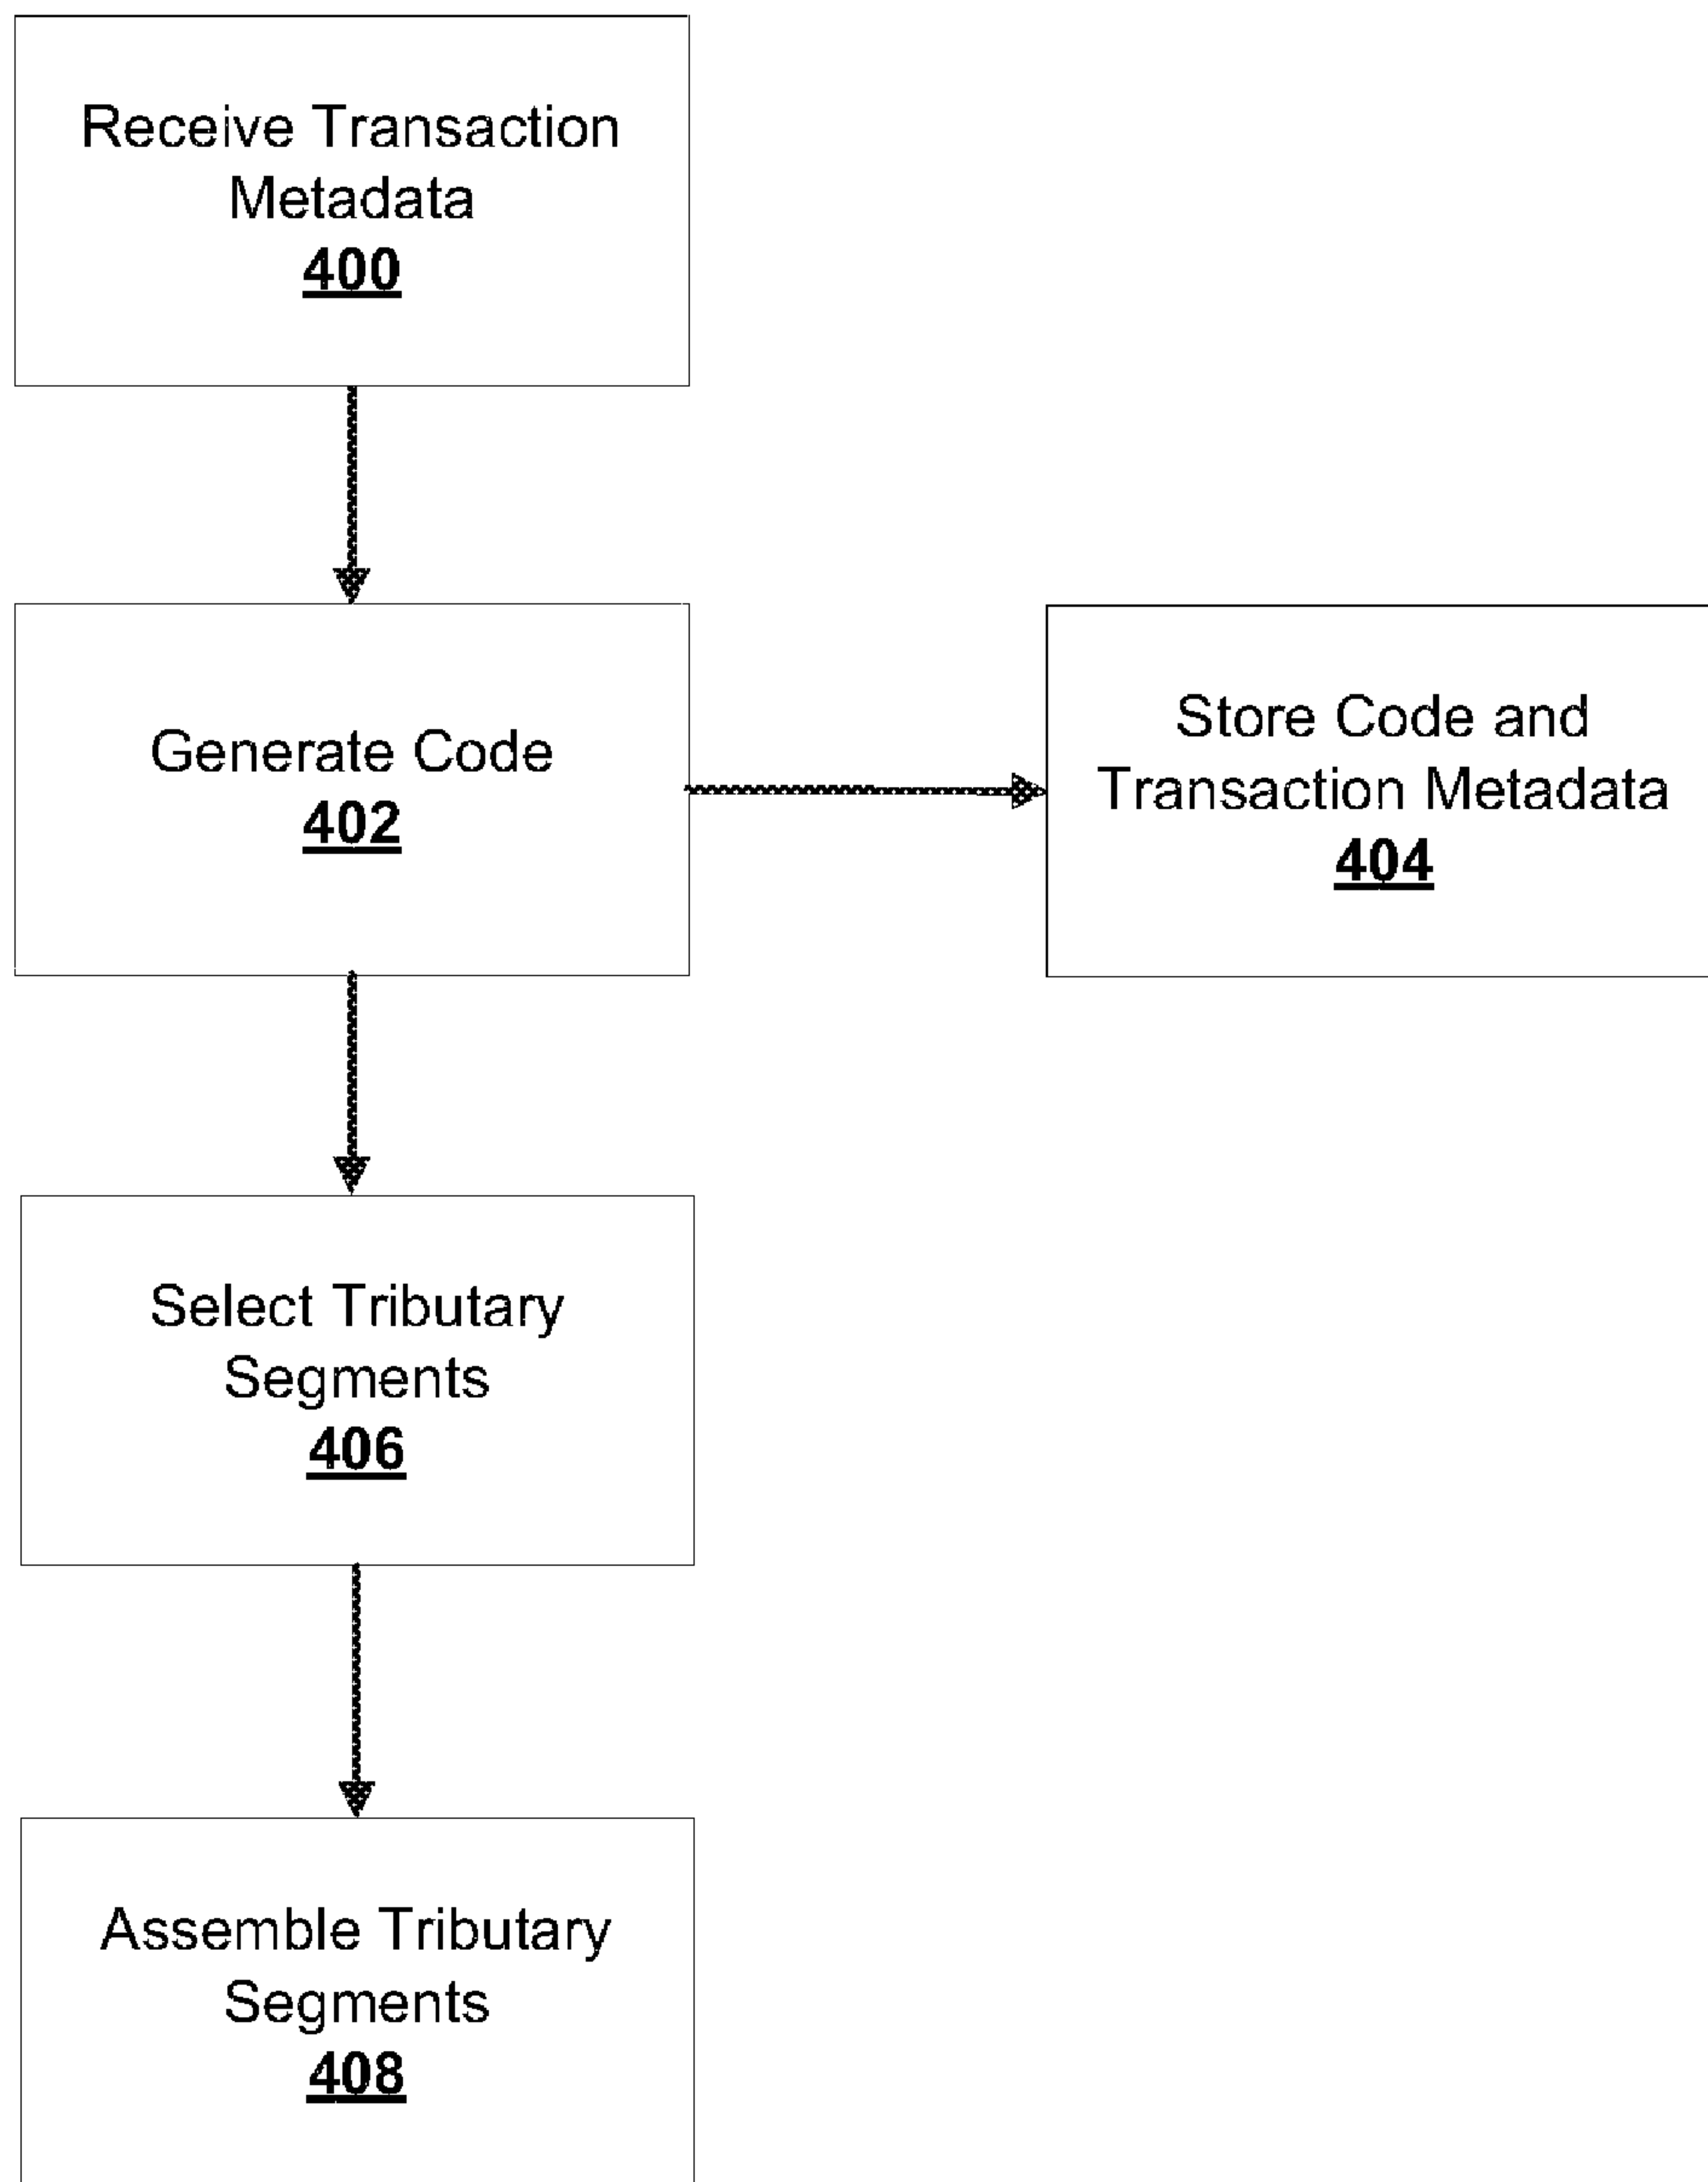 Receive Transaction
Metadata
400
Generate Code
402
Store Code and
Transaction Metadata
404
Select Tributary
Segments
406
Assemble Tributary
Segments
408